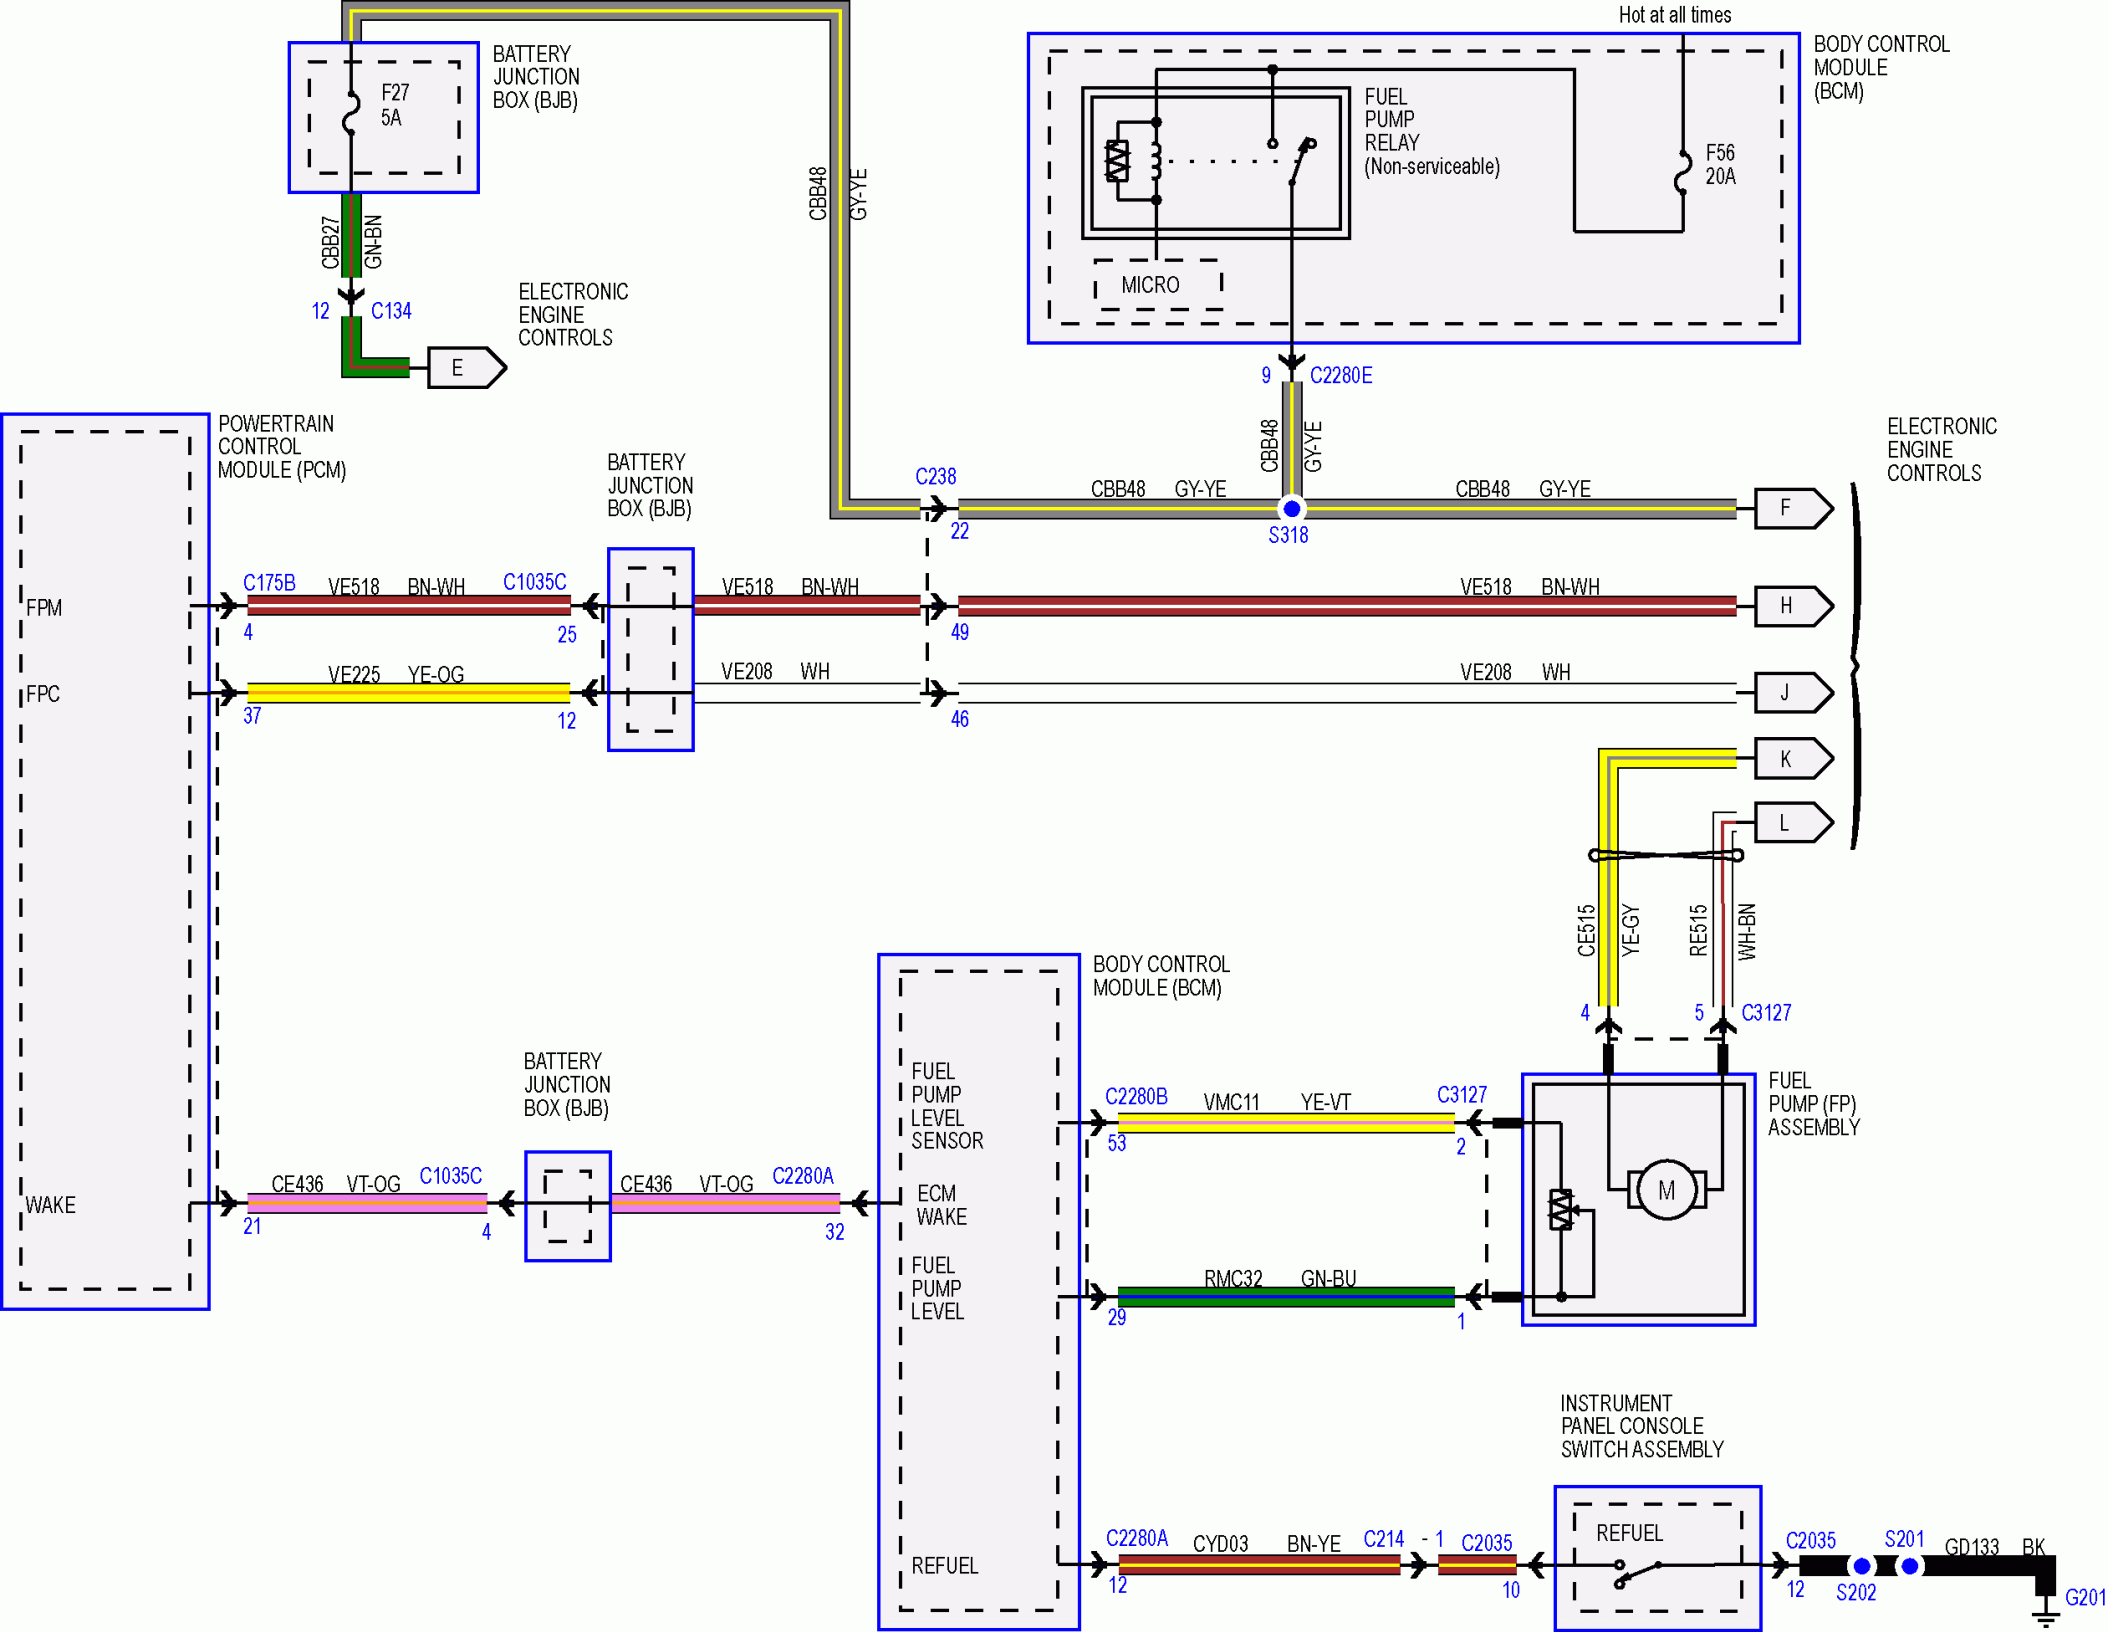 Hot at all times
BATTERY
JUNCTION
BOX (BJB)
F27
5A
BODY CONTROL
MODULE
(BCM)
FUEL
PUMP
RELAY
(Non-serviceable)
F56
20A
MICRO
CBB48
GY-YE
CBB27
GN-BN
12
C134
ELECTRONIC
ENGINE
CONTROLS
E
9
C2280E
CBB48
GY-YE
POWERTRAIN
CONTROL
MODULE (PCM)
BATTERY
JUNCTION
BOX (BJB)
ELECTRONIC
ENGINE
CONTROLS
C238
CBB48 GY-YE
CBB48 GY-YE
F
22
S318
FPM
C175B
VE518 BN-WH
C1035C
VE518 BN-WH
VE518 BN-WH
H
4
25
49
FPC
VE225 YE-OG
VE208 WH
VE208 WH
J
37
12
46
K
L
CE515
YE-GY
RE515
WH-BN
4
5
C3127
BODY CONTROL
MODULE (BCM)
BATTERY
JUNCTION
BOX (BJB)
FUEL
PUMP
LEVEL
SENSOR
C2280B
VMC11 YE-VT
C3127
53
2
FUEL
PUMP (FP)
ASSEMBLY
M
WAKE
CE436 VT-OG
C1035C
CE436 VT-OG
C2280A
ECM
WAKE
21
4
32
FUEL
PUMP
LEVEL
RMC32 GN-BU
29
1
INSTRUMENT
PANEL CONSOLE
SWITCH ASSEMBLY
REFUEL
C2280A
CYD03 BN-YE
C214 - 1
C2035
REFUEL
C2035
S201
GD133 BK
12
10
12
S202
G201